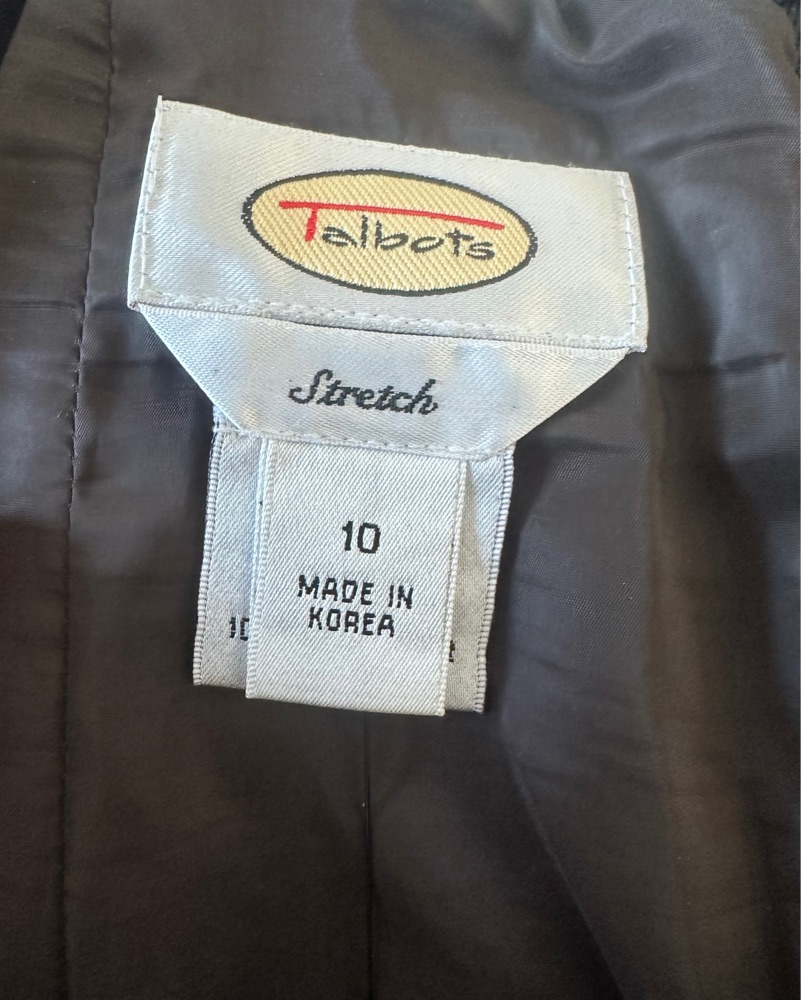 Talbots
Stretch
10
MADE IN
KOREA